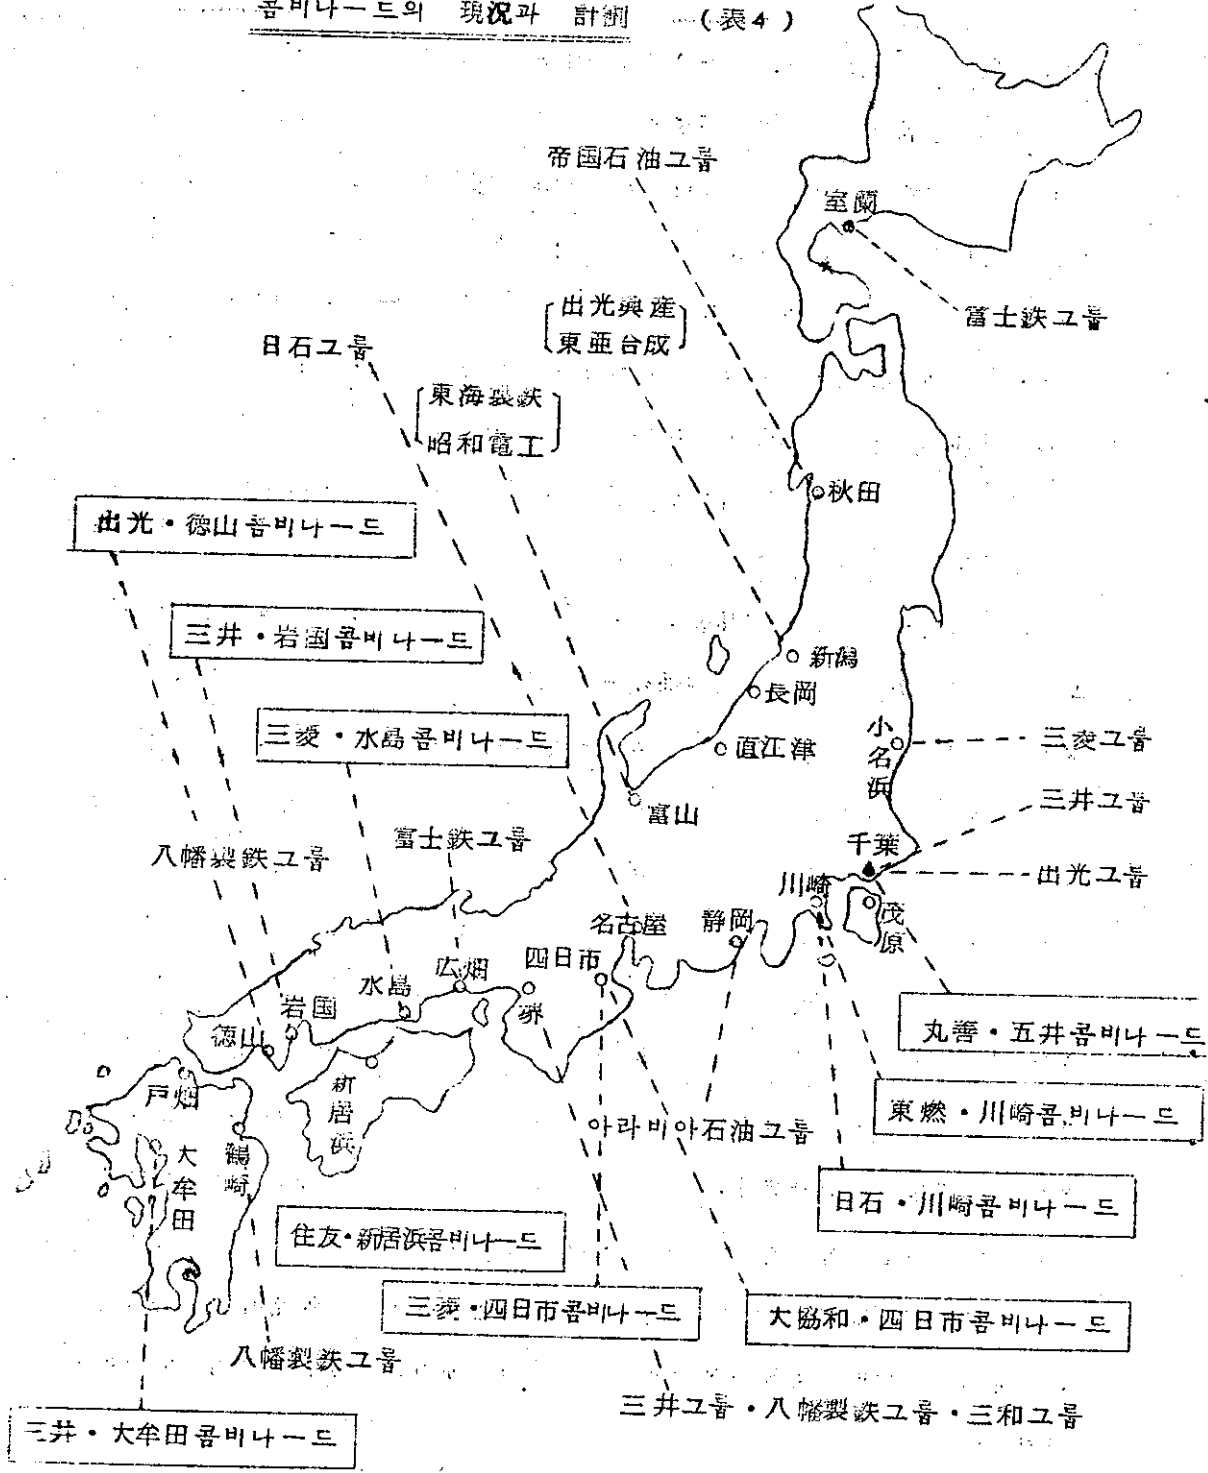 콤비나ー드의 現況과 計劃 (表4)
帝国石油그룹
室蘭
富士鉄그룹
出光興産
東亜合成
日石그룹
東海製鉄
昭和電工
秋田
出光・徳山콤비나ー드
三井・岩国콤비나ー드
新潟
長岡
三菱・水島콤비나ー드
直江津
小名浜
三菱그룹
富山
三井그룹
富士鉄그룹
八幡製鉄그룹
千葉
出光그룹
川崎
茂原
名古屋
静岡
四日市
広畑
水島
堺
岩国
徳山
丸善・五井콤비나ー드
戸畑
新居浜
東燃・川崎콤비나ー드
아라비아石油그룹
大牟田
鶴崎
日石・川崎콤비나ー드
住友・新居浜콤비나ー드
三菱・四日市콤비나ー드
大協和・四日市콤비나ー드
八幡製鉄그룹
三井그룹・八幡製鉄그룹・三和그룹
三井・大牟田콤비나ー드